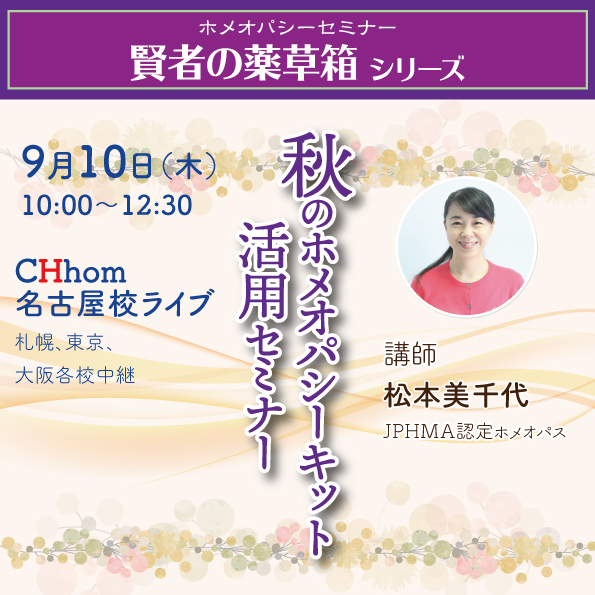 ホメオパシーセミナー
賢者の薬草箱 シリーズ
9月10日（木）
10:00～12:30
CHhom
名古屋校ライブ
札幌、東京、
大阪各校中継
秋のホメオパシーキット
活用セミナー
講師
松本美千代
JPHMA認定ホメオパス